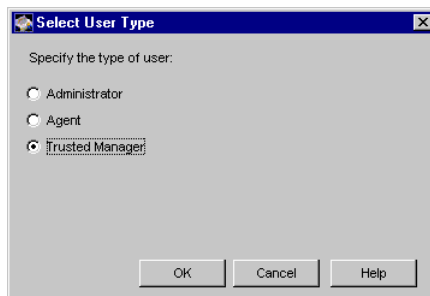 Select User Type
Specify the type of user:
Administrator
Agent
Trusted Manager
OK Cancel Help